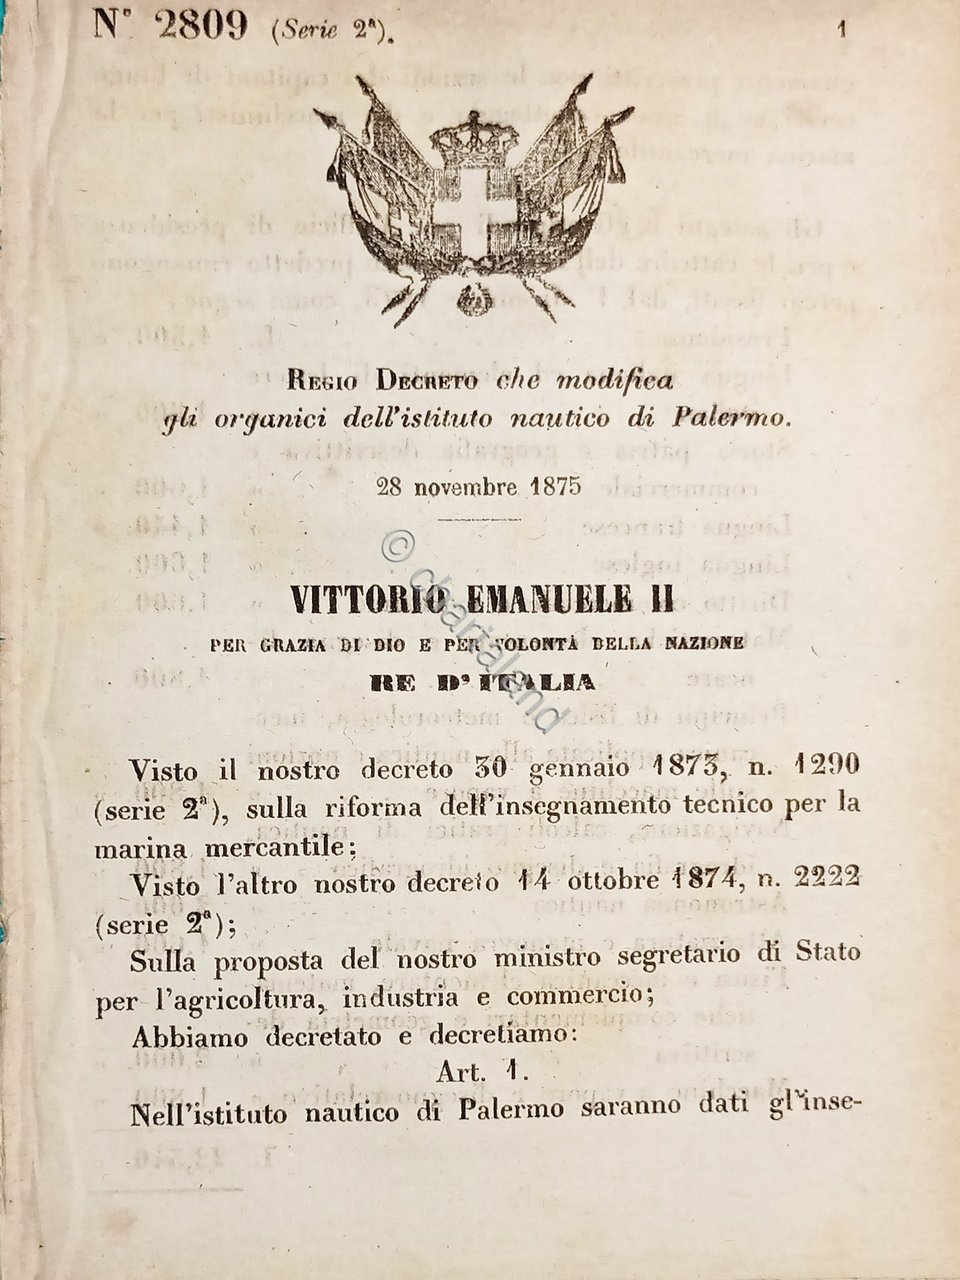 N° 2809 (Serie 2ª). 1
REGIO DECRETO che modifica
gli organici dell'istituto nautico di Palermo.
28 novembre 1875
VITTORIO EMANUELE II
PER GRAZIA DI DIO E PER VOLONTÀ DELLA NAZIONE
RE D'ITALIA
© chartaland
Visto il nostro decreto 30 gennaio 1873, n. 1290
(serie 2ª), sulla riforma dell'insegnamento tecnico per la
marina mercantile;
Visto l'altro nostro decreto 14 ottobre 1874, n. 2222
(serie 2ª);
Sulla proposta del nostro ministro segretario di Stato
per l'agricoltura, industria e commercio;
Abbiamo decretato e decretiamo:
Art. 1.
Nell'istituto nautico di Palermo saranno dati gl'inse-